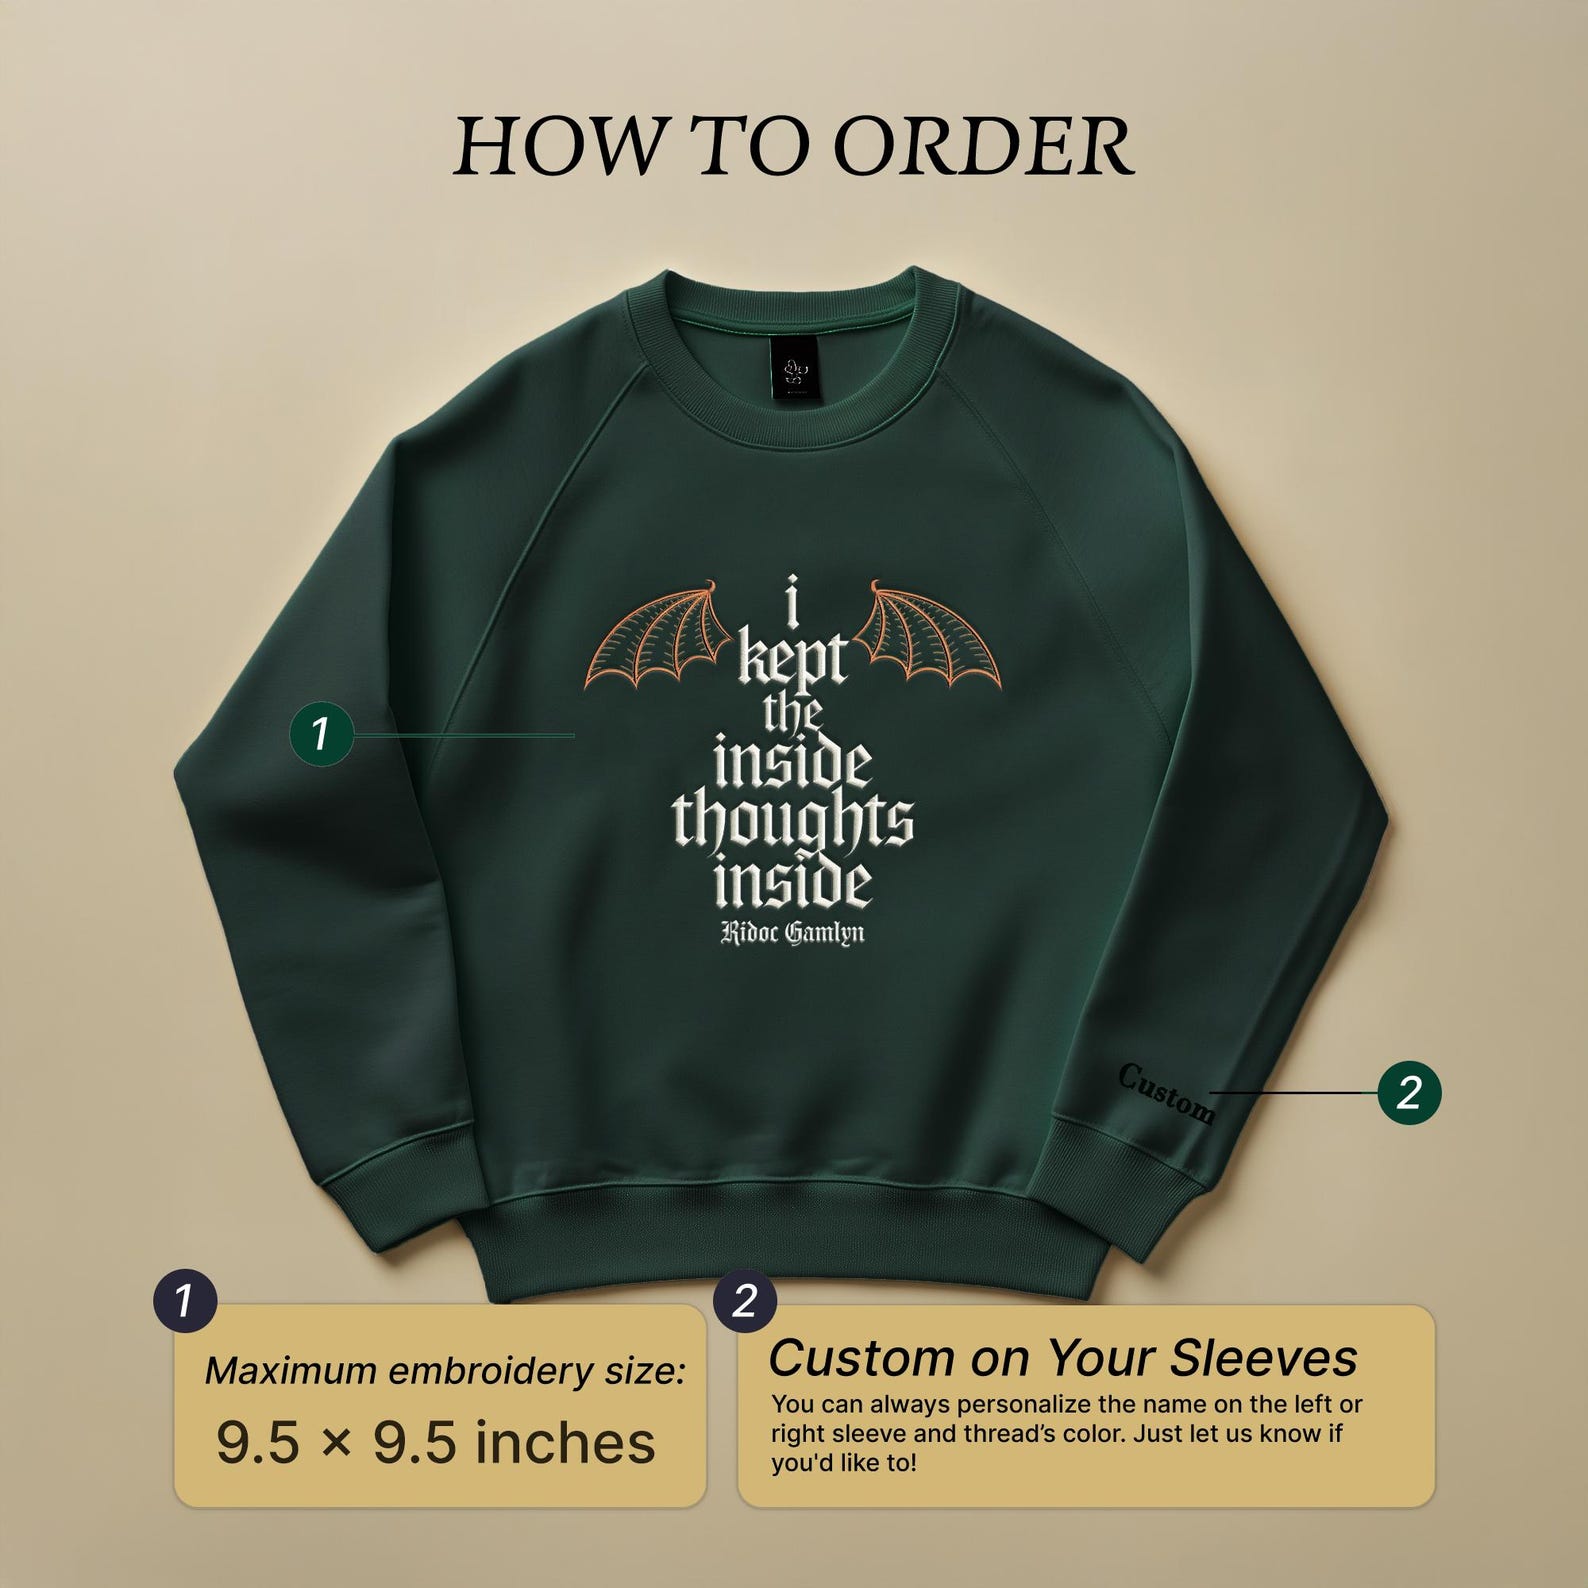 HOW TO ORDER
i
kept
the
inside
thoughts
inside
Ridoc Gamlyn
1
Custom
2
1
Maximum embroidery size:
9.5 × 9.5 inches
2
Custom on Your Sleeves
You can always personalize the name on the left or
right sleeve and thread’s color. Just let us know if
you'd like to!